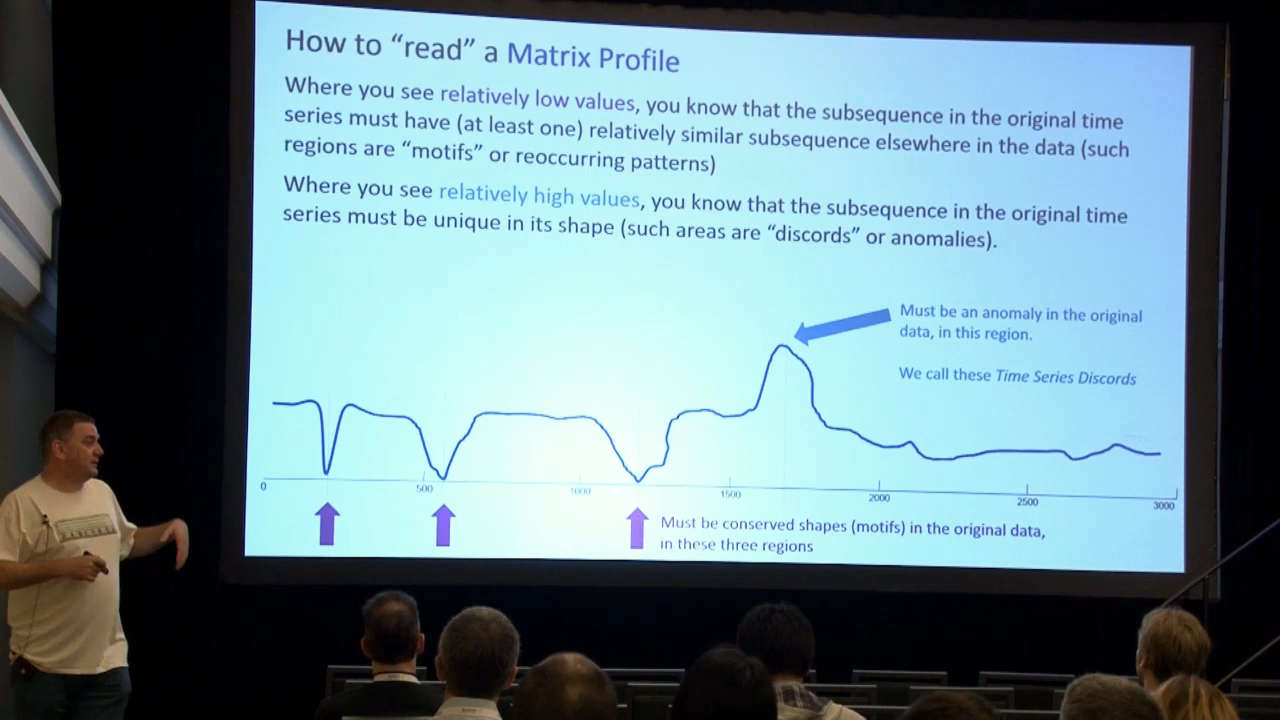 How to “read” a Matrix Profile
Where you see relatively low values, you know that the subsequence in the original time
series must have (at least one) relatively similar subsequence elsewhere in the data (such
regions are “motifs” or reoccurring patterns)
Where you see relatively high values, you know that the subsequence in the original time
series must be unique in its shape (such areas are “discords” or anomalies).
Must be an anomaly in the original
data, in this region.
We call these Time Series Discords
0 500 1000 1500 2000 2500 3000
Must be conserved shapes (motifs) in the original data,
in these three regions